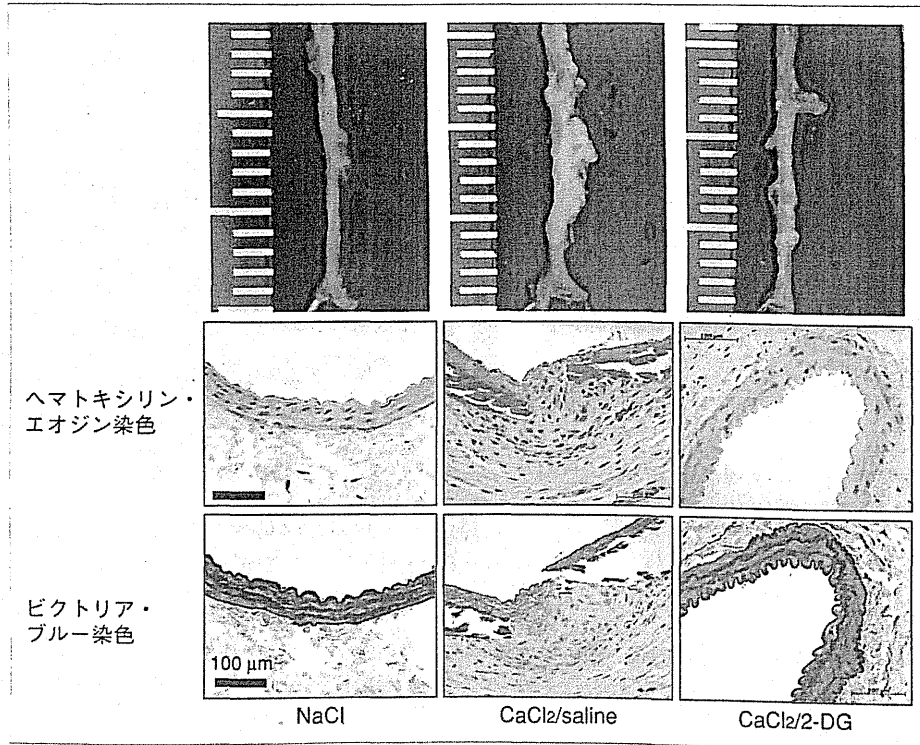 ヘマトキシリン・
エオジン染色
ビクトリア・
ブルー染色
100 μm
NaCl
CaCl2/saline
CaCl2/2-DG